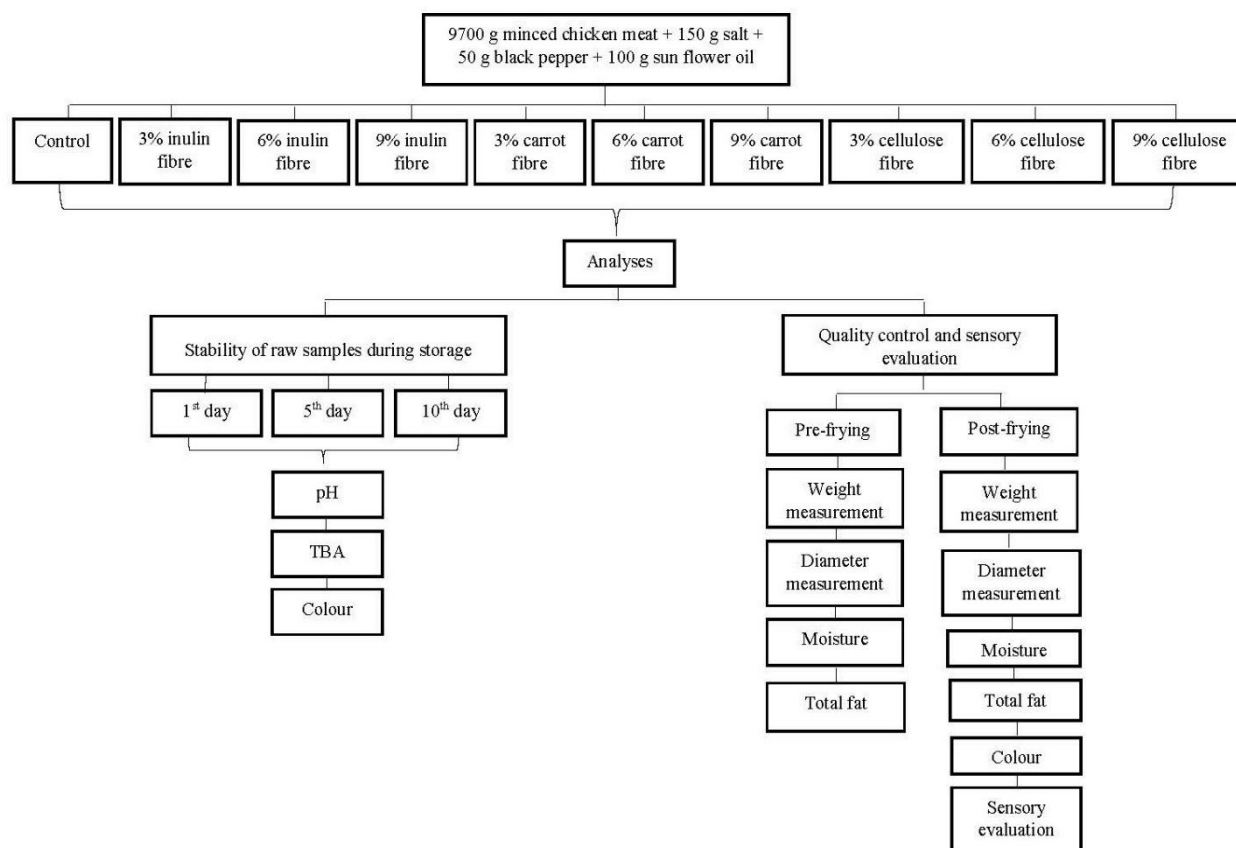 9700 g minced chicken meat + 150 g salt +
50 g black pepper + 100 g sun flower oil
Control
3% inulin
fibre
6% inulin
fibre
9% inulin
fibre
3% carrot
fibre
6% carrot
fibre
9% carrot
fibre
3% cellulose
fibre
6% cellulose
fibre
9% cellulose
fibre
Analyses
Stability of raw samples during storage
1st day
5th day
10th day
pH
TBA
Colour
Quality control and sensory
evaluation
Pre-frying
Weight
measurement
Diameter
measurement
Moisture
Total fat
Post-frying
Weight
measurement
Diameter
measurement
Moisture
Total fat
Colour
Sensory
evaluation